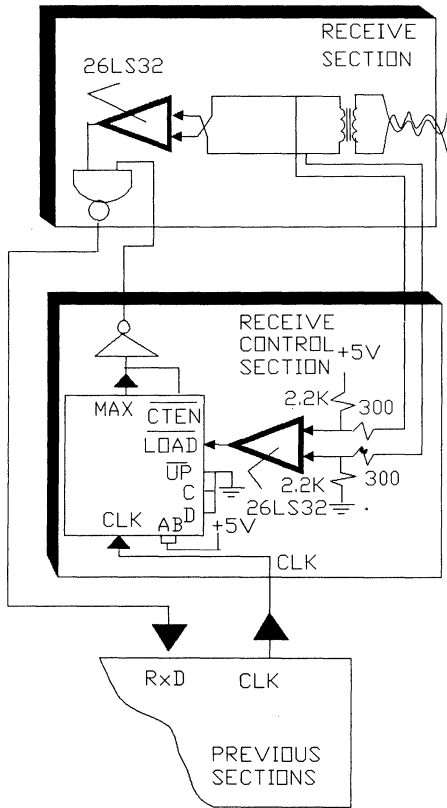 RECEIVE
SECTION
26LS32
RECEIVE
CONTROL
SECTION
+5V
2.2K
300
MAX
CTEN
LOAD
UP
C
D
2.2K
300
26LS32
CLK
AB
+5V
CLK
RxD
CLK
PREVIOUS
SECTIONS